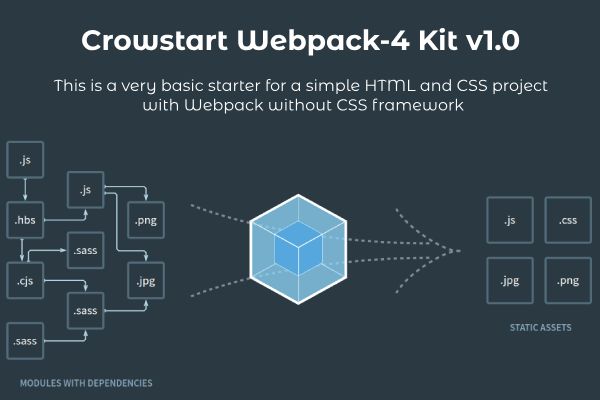 Crowstart Webpack-4 Kit v1.0
This is a very basic starter for a simple HTML and CSS project
with Webpack without CSS framework
.js
.js
.hbs
.png
.sass
.cjs
.jpg
.sass
.sass
MODULES WITH DEPENDENCIES
.js
.css
.jpg
.png
STATIC ASSETS